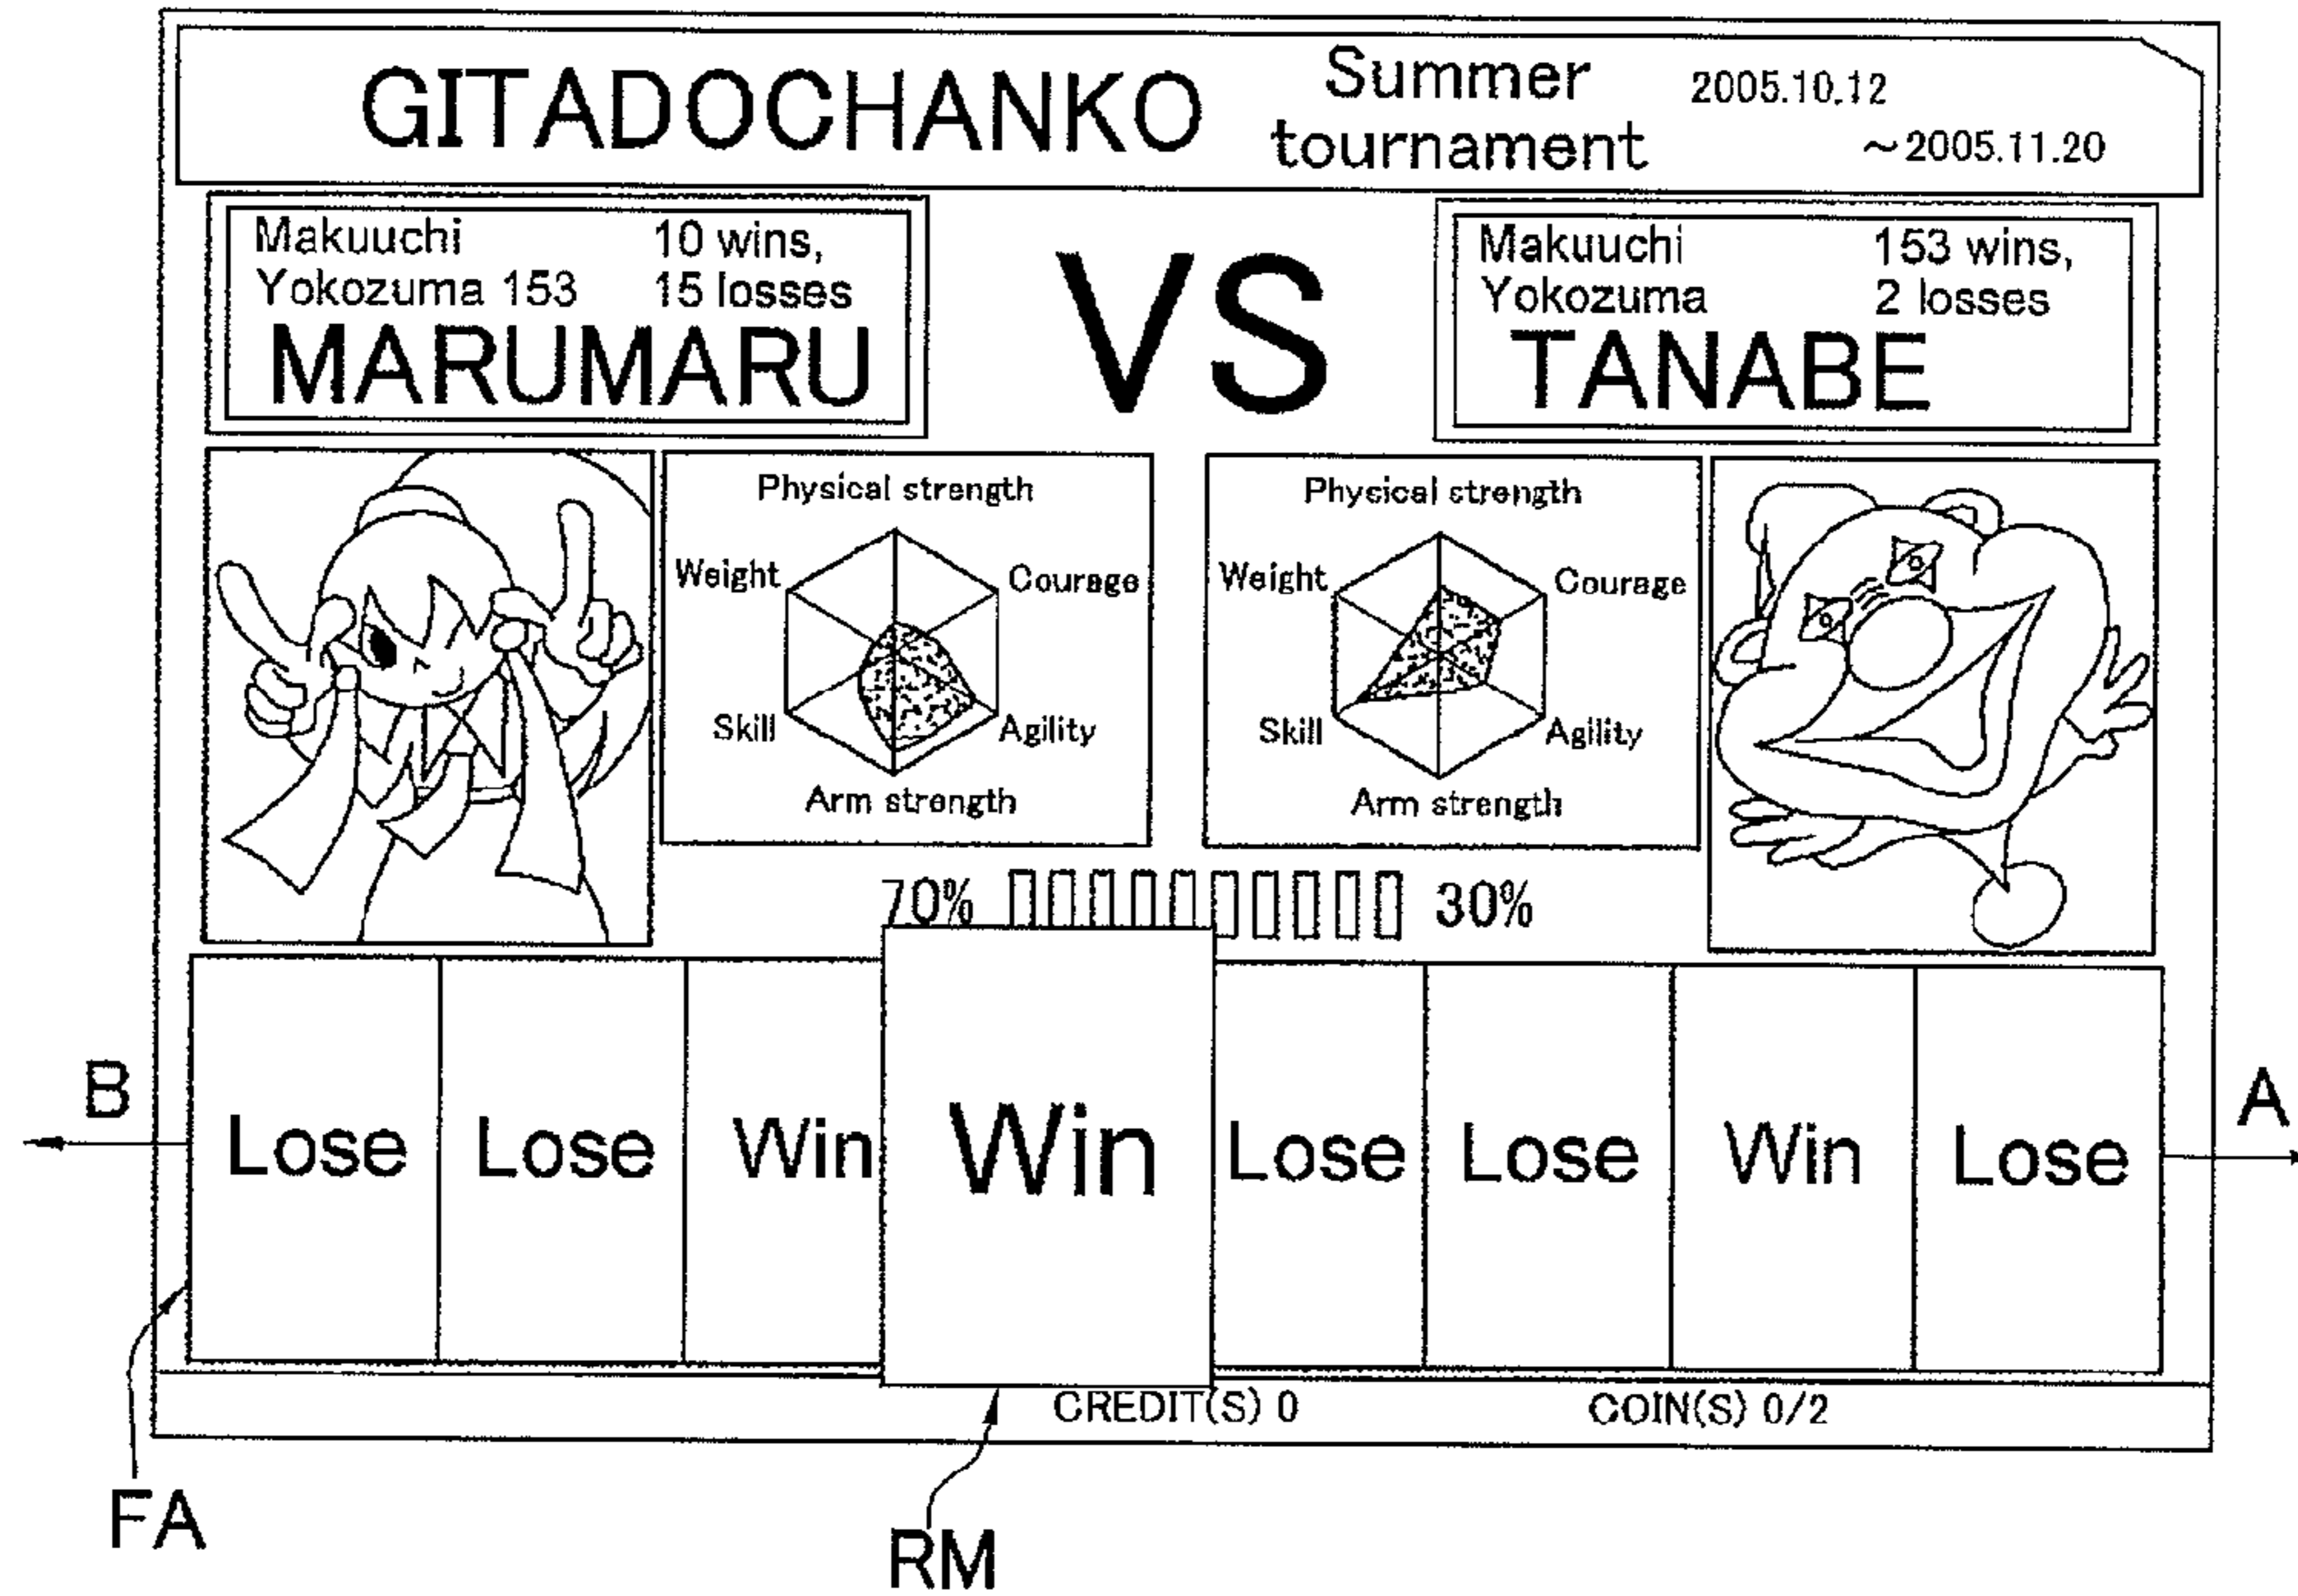 GITADOCHANKO Summer tournament 2005.10.12 ~2005.11.20
Makuuchi 10 wins,
Yokozuma 153 15 losses
MARUMARU
VS
Makuuchi 153 wins,
Yokozuma 2 losses
TANABE
Physical strength
Weight Courage
Skill Agility
Arm strength
Physical strength
Weight Courage
Skill Agility
Arm strength
70% 30%
B Lose Lose Win Win Lose Lose Win Lose A
CREDIT(S) 0 COIN(S) 0/2
FA
RM